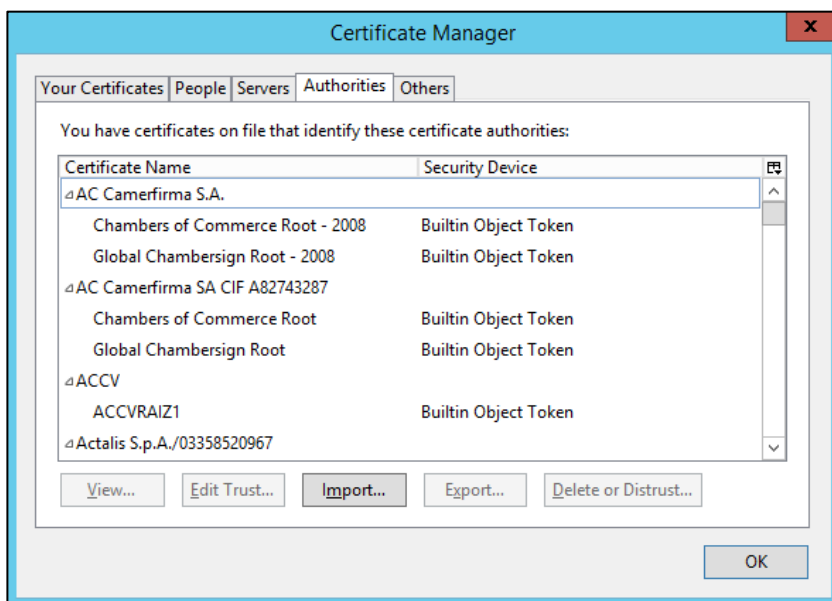 Certificate Manager
x
Your Certificates People Servers Authorities Others
You have certificates on file that identify these certificate authorities:
Certificate Name Security Device
AC Camerfirma S.A.
Chambers of Commerce Root - 2008 Builtin Object Token
Global Chambersign Root - 2008 Builtin Object Token
AC Camerfirma SA CIF A82743287
Chambers of Commerce Root Builtin Object Token
Global Chambersign Root Builtin Object Token
ACCV
ACCVRAIZ1 Builtin Object Token
Actalis S.p.A./03358520967
View... Edit Trust... Import... Export... Delete or Distrust...
OK